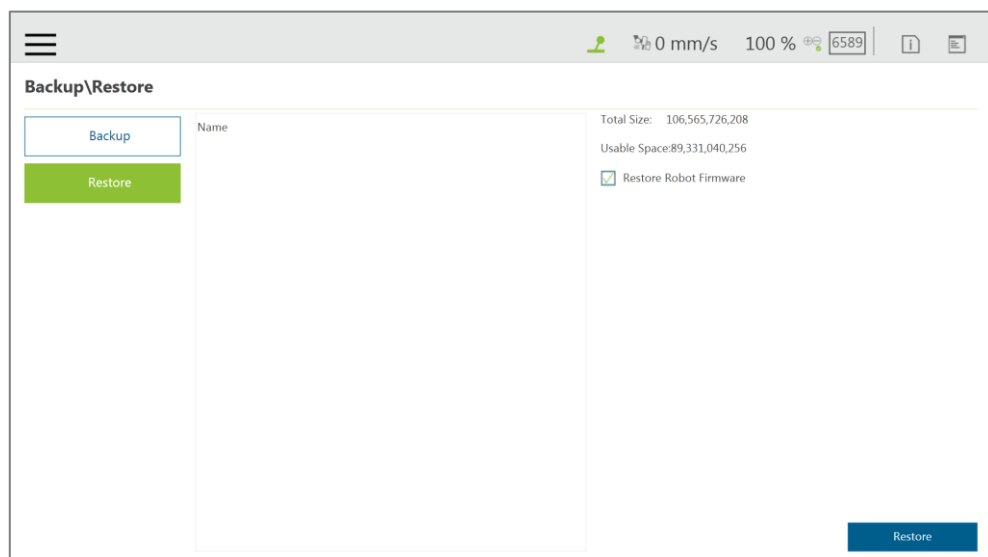 0 mm/s 100 % 6589
Backup\Restore
Backup
Restore
Name
Total Size: 106,565,726,208
Usable Space:89,331,040,256
Restore Robot Firmware
Restore